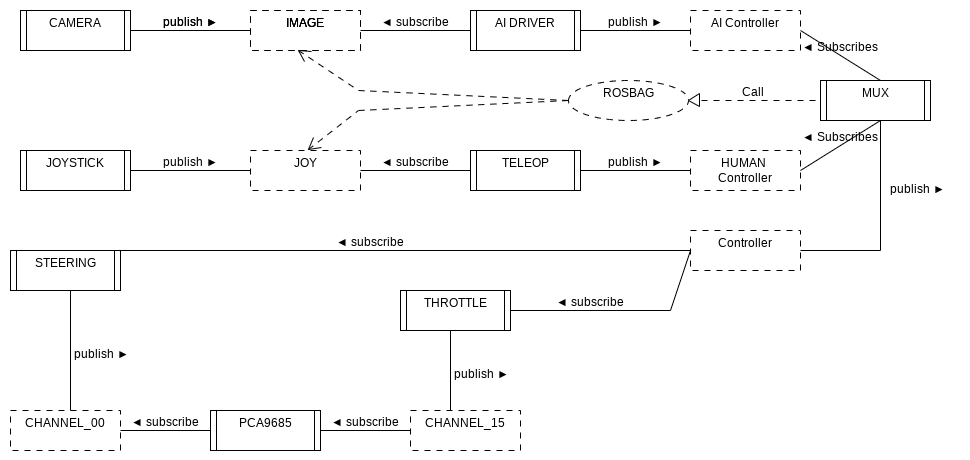 CAMERA
publish ►
IMAGE
◄ subscribe
AI DRIVER
publish ►
AI Controller
◄ Subscribes
ROSBAG
Call
MUX
◄ Subscribes
JOYSTICK
publish ►
JOY
◄ subscribe
TELEOP
publish ►
HUMAN
Controller
publish ►
◄ subscribe
Controller
STEERING
THROTTLE
◄ subscribe
publish ►
publish ►
CHANNEL_00
◄ subscribe
PCA9685
◄ subscribe
CHANNEL_15